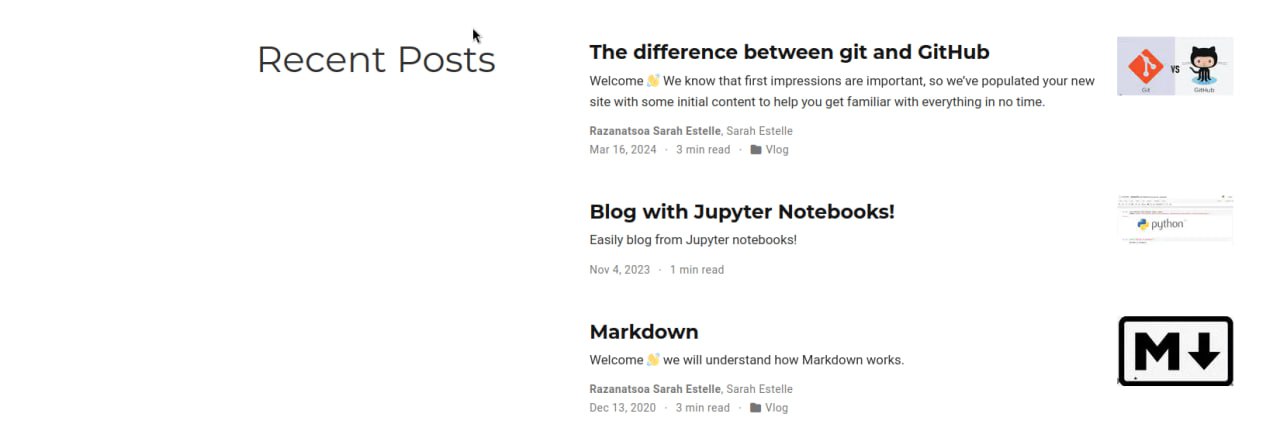 Recent Posts
The difference between git and GitHub
Welcome 👋 We know that first impressions are important, so we've populated your new
site with some initial content to help you get familiar with everything in no time.
Razanatsoa Sarah Estelle, Sarah Estelle
Mar 16, 2024 · 3 min read · Vlog
Git
VS
GitHub
Blog with Jupyter Notebooks!
Easily blog from Jupyter notebooks!
Nov 4, 2023 · 1 min read
python
Markdown
Welcome 👋 we will understand how Markdown works.
Razanatsoa Sarah Estelle, Sarah Estelle
Dec 13, 2020 · 3 min read · Vlog
M